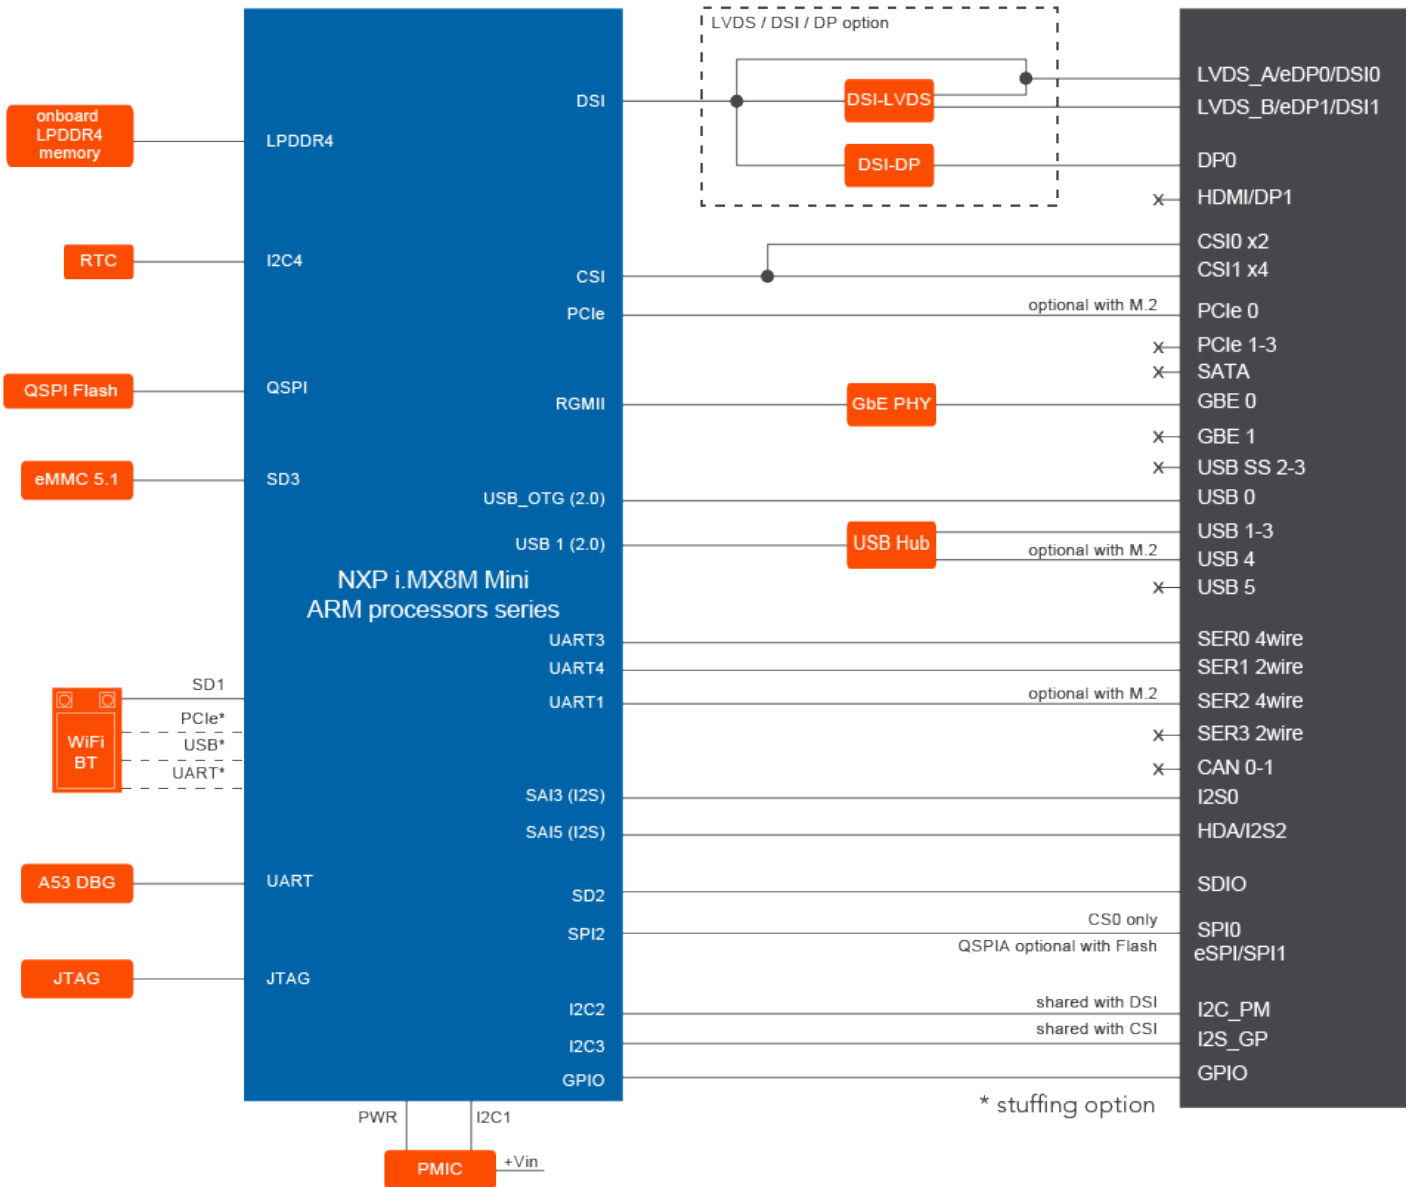 LVDS / DSI / DP option
onboard
LPDDR4
memory
RTC
QSPI Flash
eMMC 5.1
WiFi
BT
SD1
PCIe*
USB*
UART*
A53 DBG
JTAG
LPDDR4
I2C4
QSPI
SD3
UART
JTAG
NXP i.MX8M Mini
ARM processors series
DSI
CSI
PCIe
RGMII
USB_OTG (2.0)
USB 1 (2.0)
UART3
UART4
UART1
SAI3 (I2S)
SAI5 (I2S)
SD2
SPI2
I2C2
I2C3
GPIO
PWR
I2C1
PMIC
+Vin
DSI-LVDS
DSI-DP
optional with M.2
GbE PHY
USB Hub
optional with M.2
optional with M.2
CS0 only
QSPIA optional with Flash
shared with DSI
shared with CSI
* stuffing option
x
x
x
x
x
x
x
x
LVDS_A/eDP0/DSI0
LVDS_B/eDP1/DSI1
DP0
HDMI/DP1
CSI0 x2
CSI1 x4
PCIe 0
PCIe 1-3
SATA
GBE 0
GBE 1
USB SS 2-3
USB 0
USB 1-3
USB 4
USB 5
SER0 4wire
SER1 2wire
SER2 4wire
SER3 2wire
CAN 0-1
I2S0
HDA/I2S2
SDIO
SPI0
eSPI/SPI1
I2C_PM
I2S_GP
GPIO